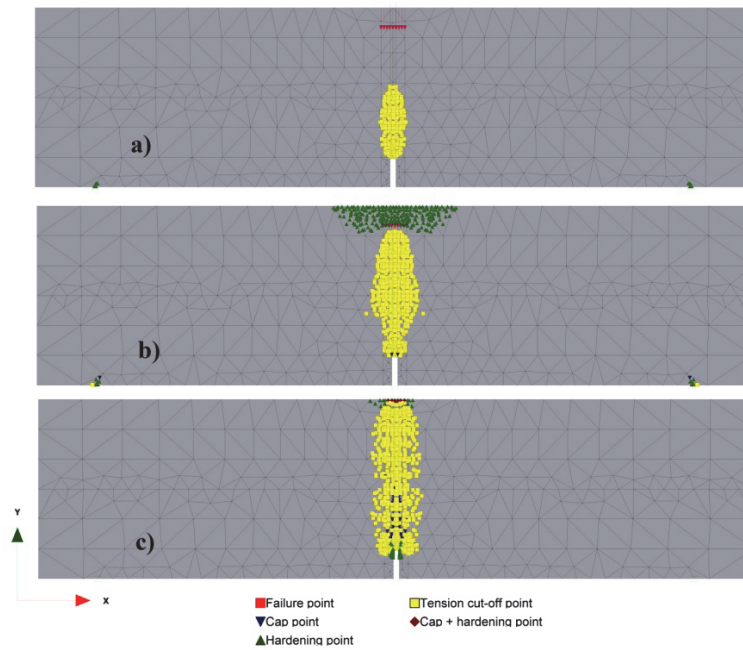 a)
b)
c)
Y
X
Failure point
Tension cut-off point
Cap point
Cap + hardening point
Hardening point